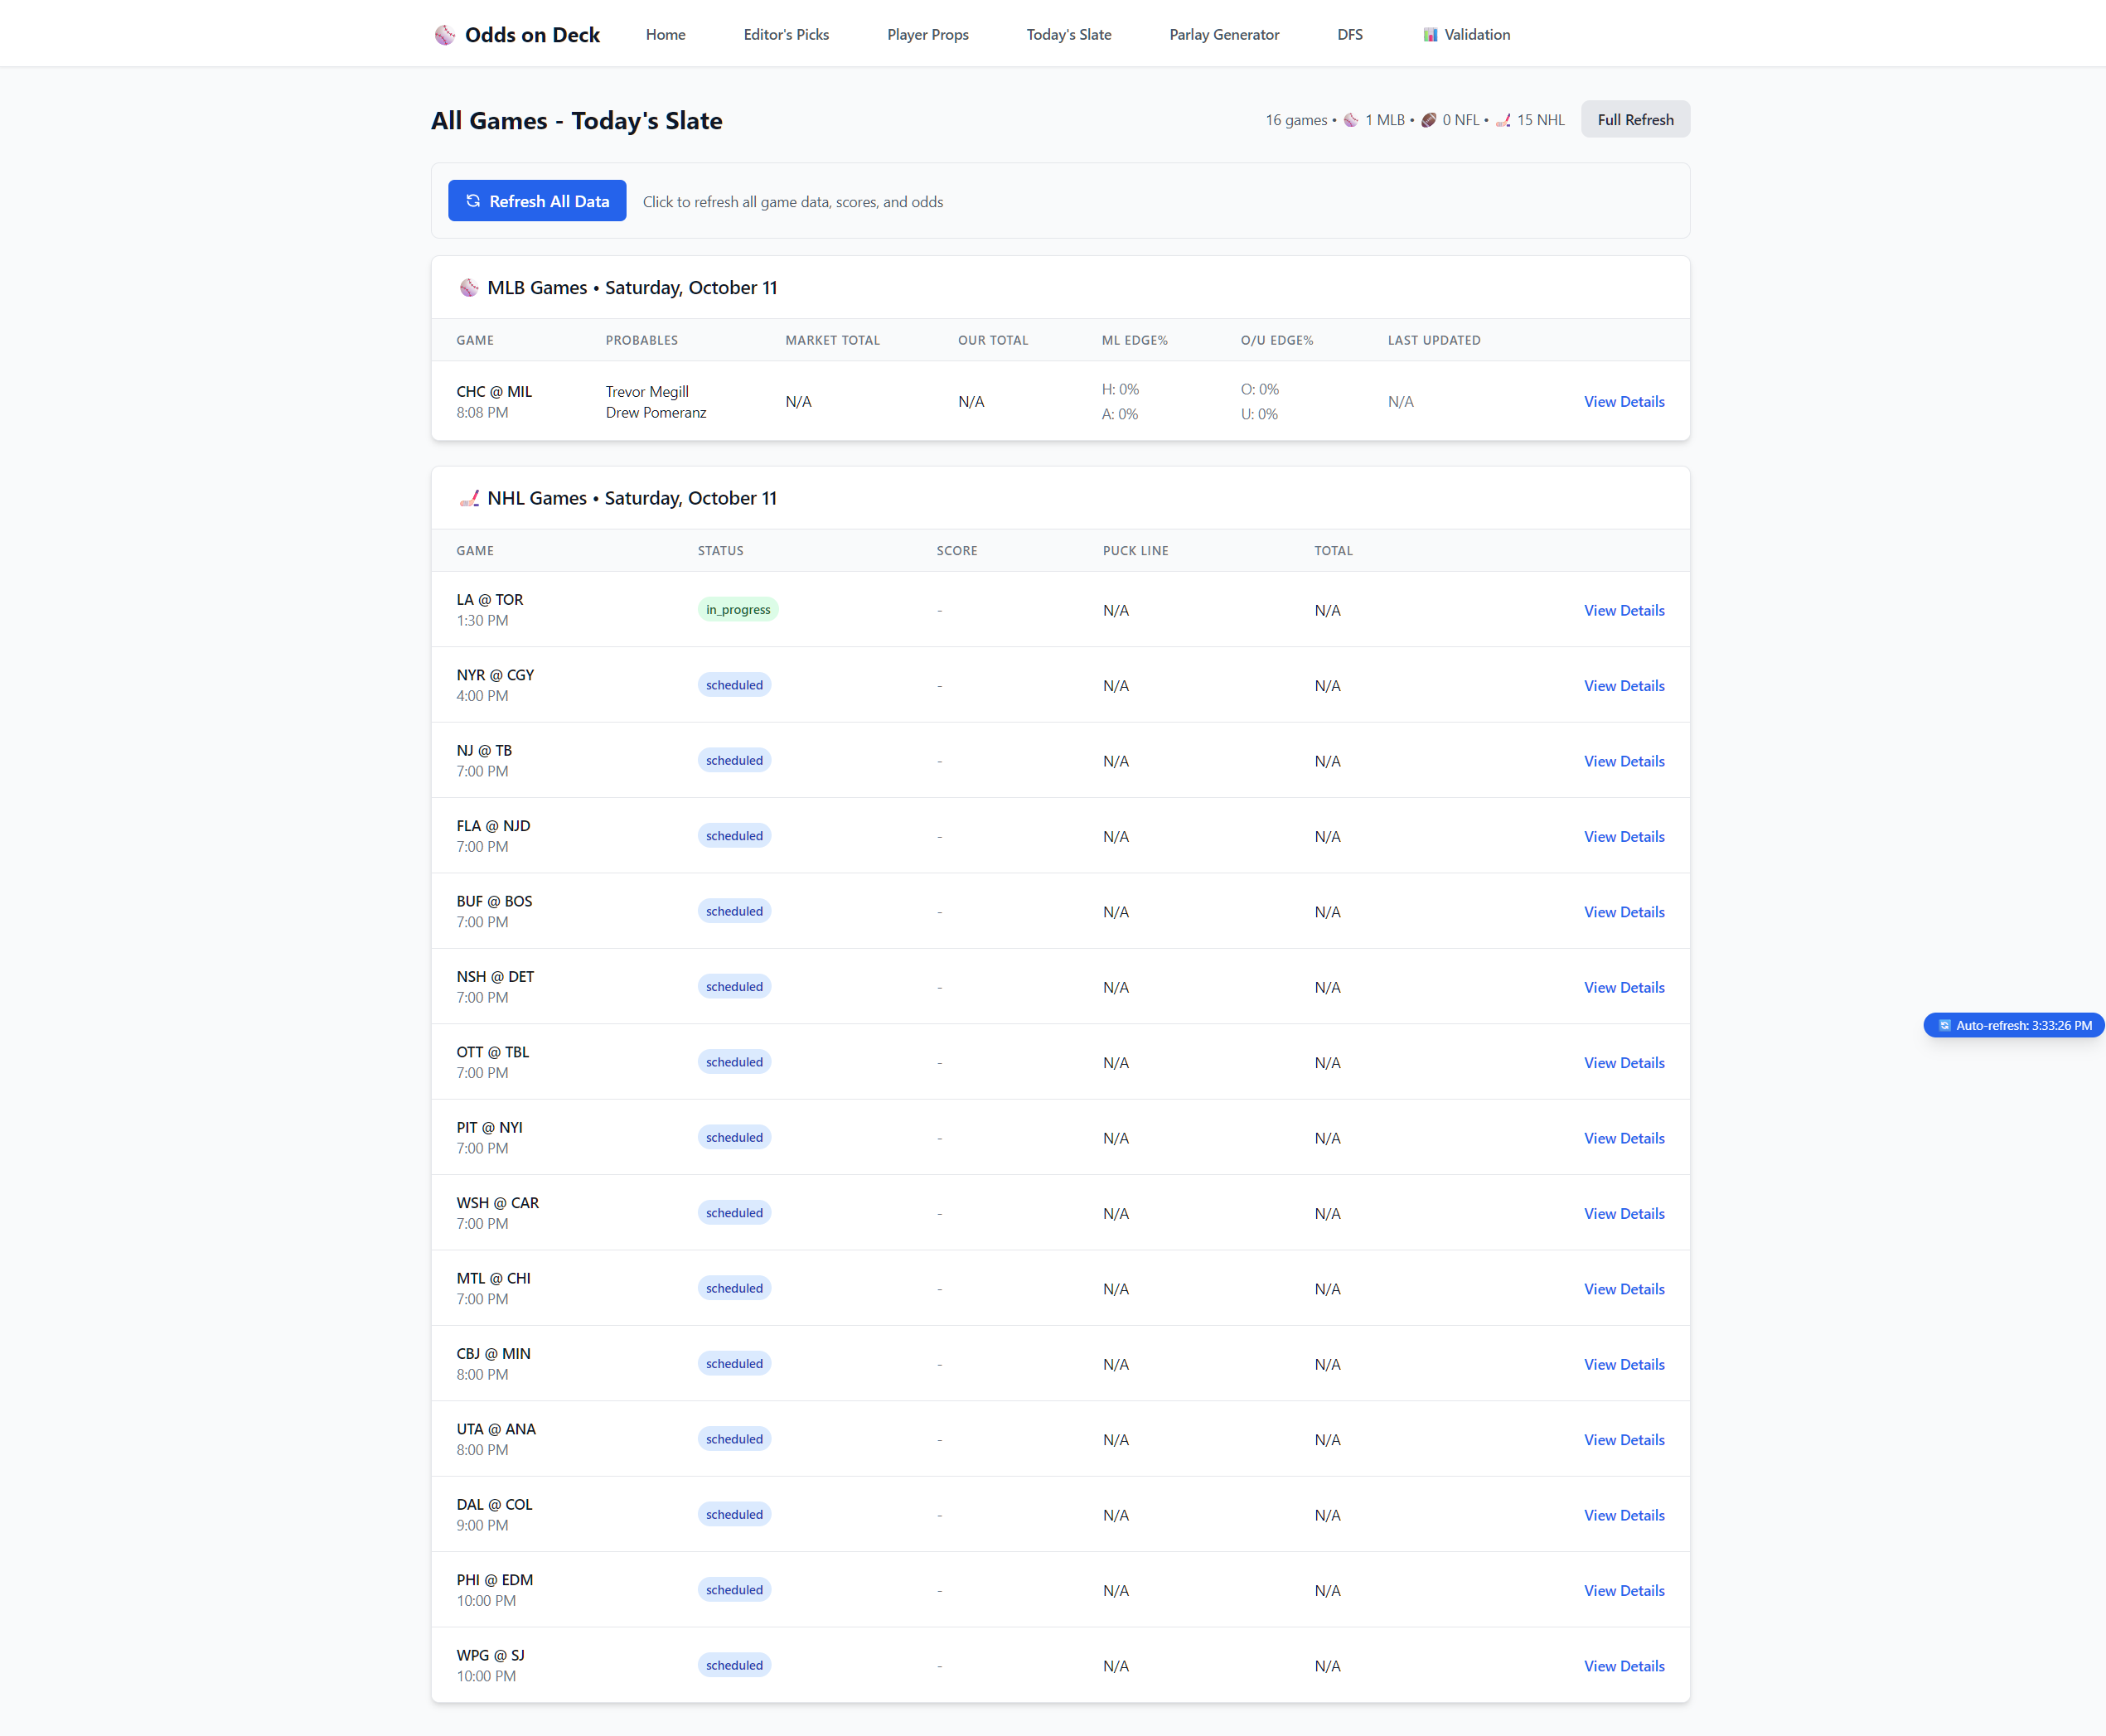 Odds on Deck Home Editor's Picks Player Props Today's Slate Parlay Generator DFS Validation
All Games - Today's Slate 16 games • 1 MLB • 0 NFL • 15 NHL Full Refresh
Refresh All Data Click to refresh all game data, scores, and odds
MLB Games • Saturday, October 11
GAME PROBABLES MARKET TOTAL OUR TOTAL ML EDGE% O/U EDGE% LAST UPDATED
CHC @ MIL Trevor Megill N/A N/A H: 0% O: 0% N/A View Details
8:08 PM Drew Pomeranz A: 0% U: 0%
NHL Games • Saturday, October 11
GAME STATUS SCORE PUCK LINE TOTAL
LA @ TOR in_progress - N/A N/A View Details
1:30 PM
NYR @ CGY scheduled - N/A N/A View Details
4:00 PM
NJ @ TB scheduled - N/A N/A View Details
7:00 PM
FLA @ NJD scheduled - N/A N/A View Details
7:00 PM
BUF @ BOS scheduled - N/A N/A View Details
7:00 PM
NSH @ DET scheduled - N/A N/A View Details
7:00 PM
Auto-refresh: 3:33:26 PM
OTT @ TBL scheduled - N/A N/A View Details
7:00 PM
PIT @ NYI scheduled - N/A N/A View Details
7:00 PM
WSH @ CAR scheduled - N/A N/A View Details
7:00 PM
MTL @ CHI scheduled - N/A N/A View Details
7:00 PM
CBJ @ MIN scheduled - N/A N/A View Details
8:00 PM
UTA @ ANA scheduled - N/A N/A View Details
8:00 PM
DAL @ COL scheduled - N/A N/A View Details
9:00 PM
PHI @ EDM scheduled - N/A N/A View Details
10:00 PM
WPG @ SJ scheduled - N/A N/A View Details
10:00 PM